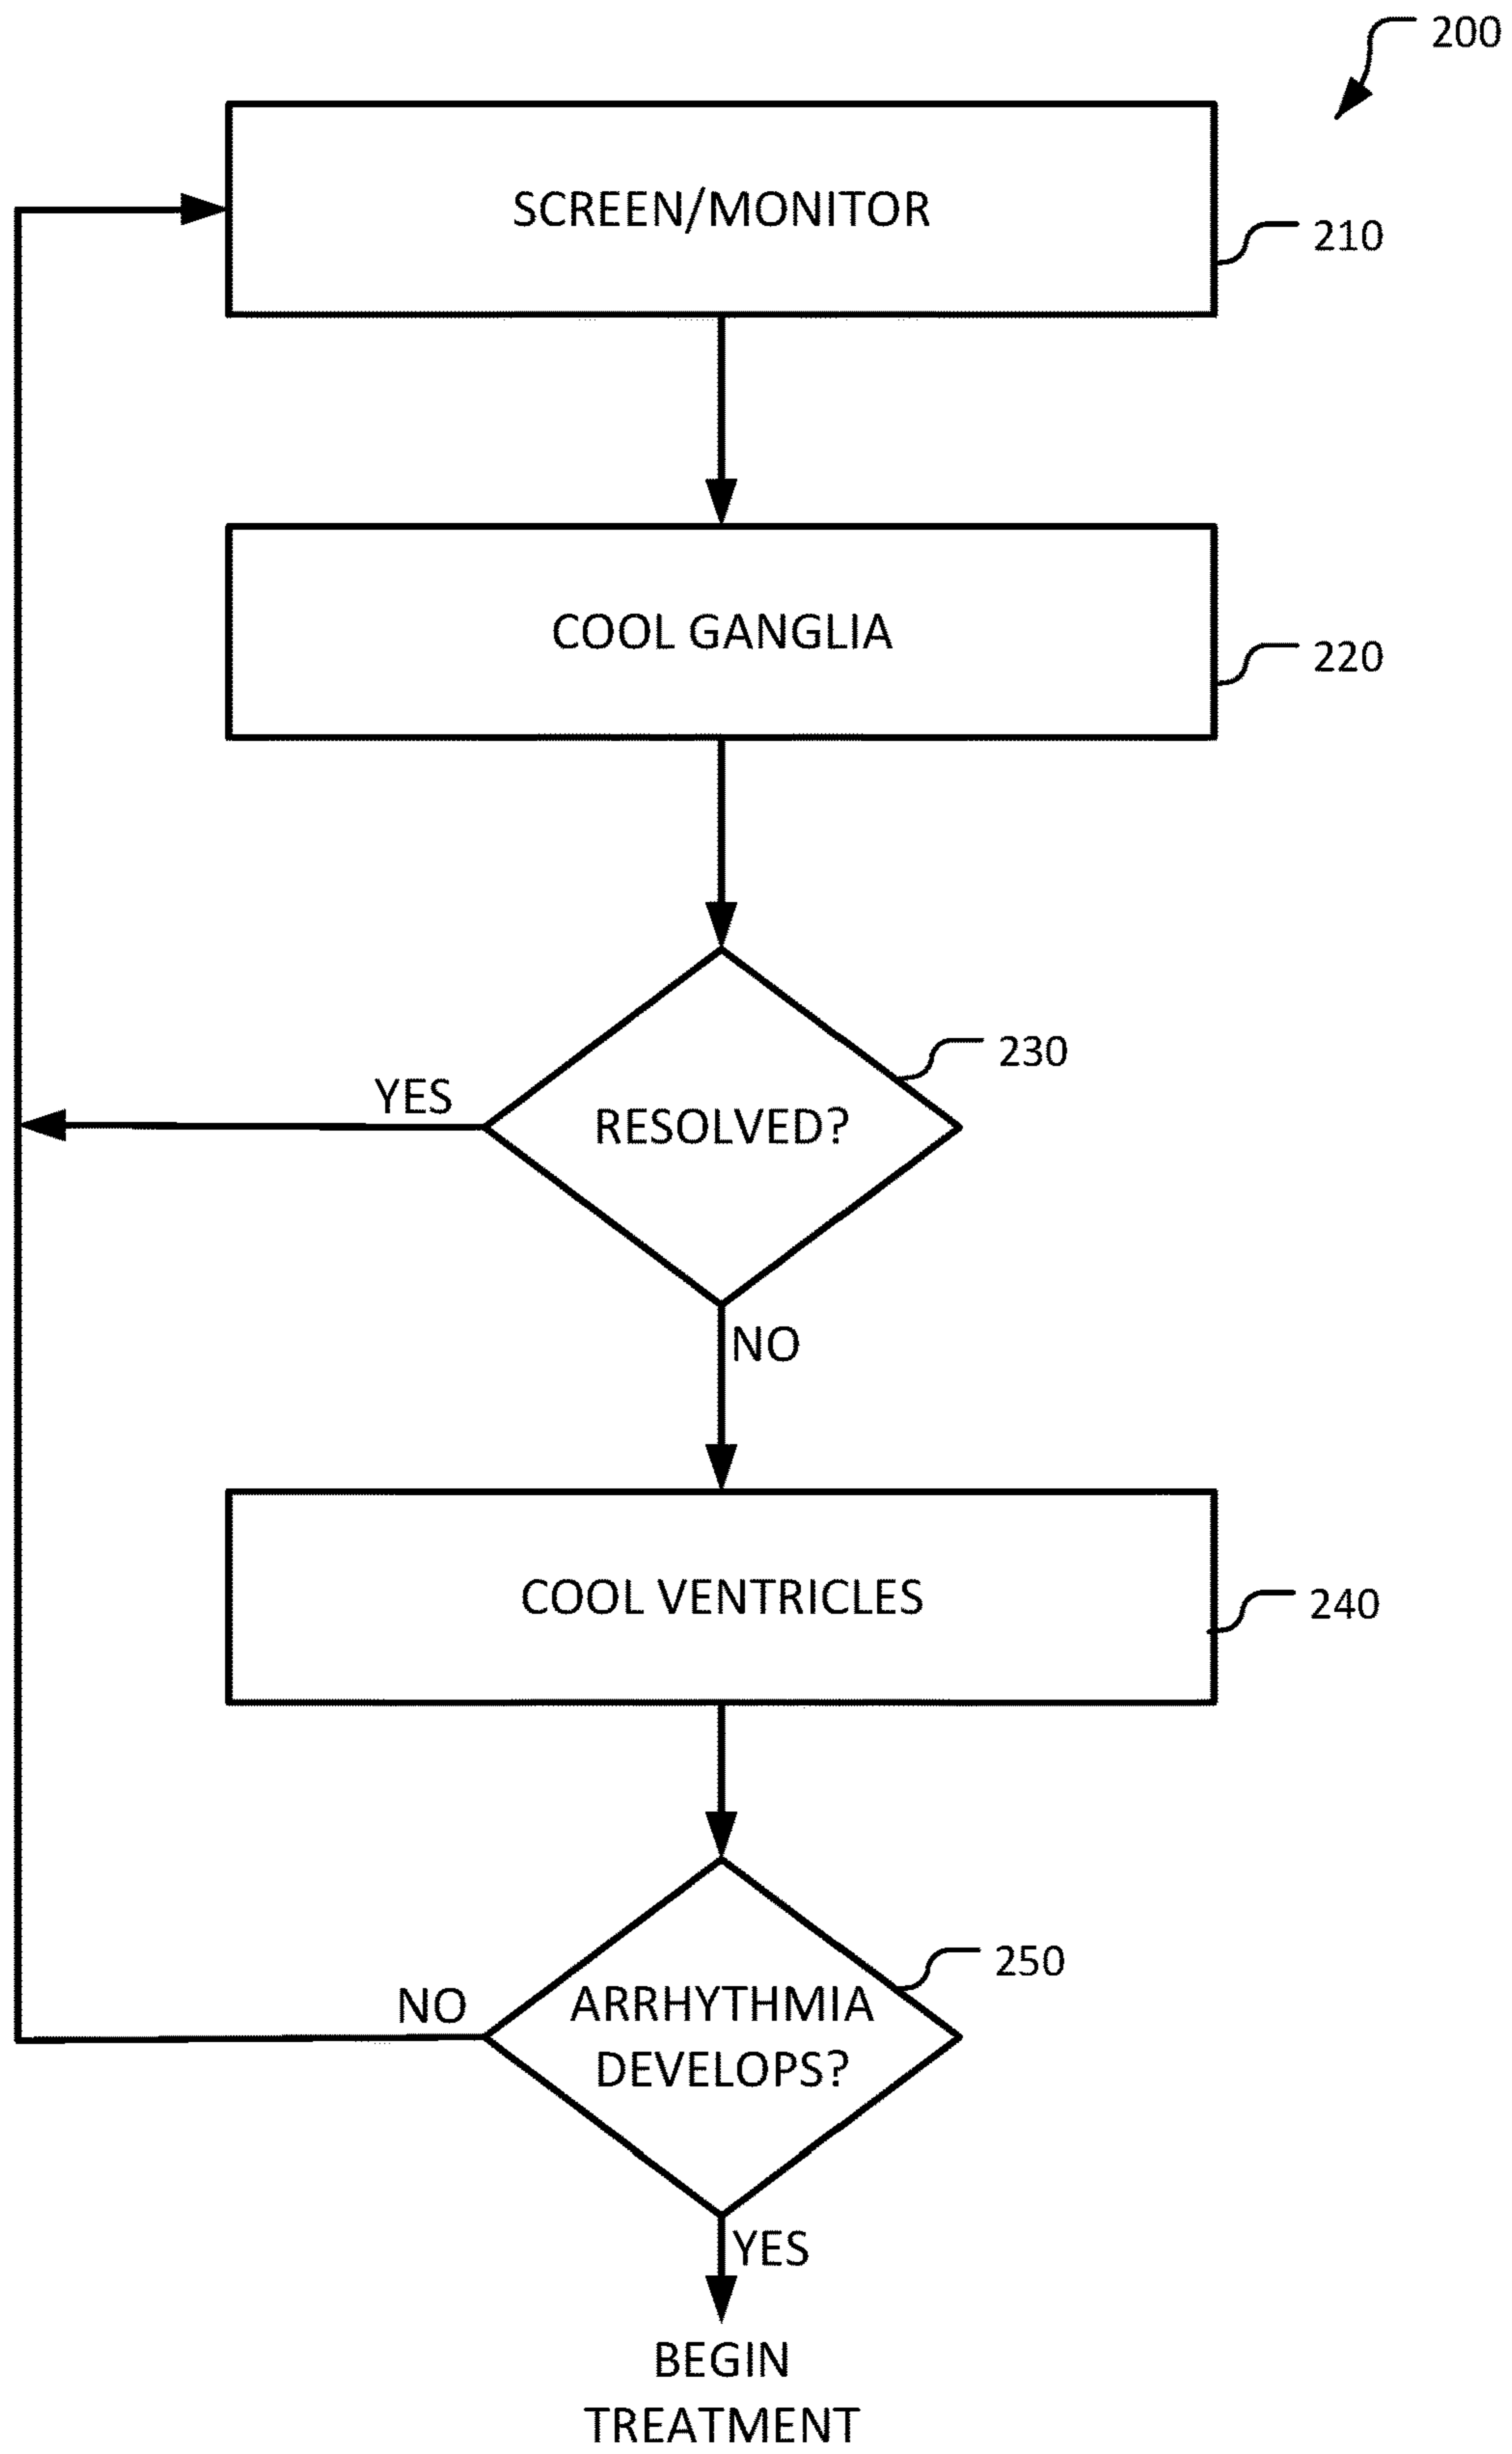 200
SCREEN/MONITOR
210
COOL GANGLIA
220
230
YES
RESOLVED?
NO
COOL VENTRICLES
240
250
NO
ARRHYTHMIA
DEVELOPS?
YES
BEGIN
TREATMENT